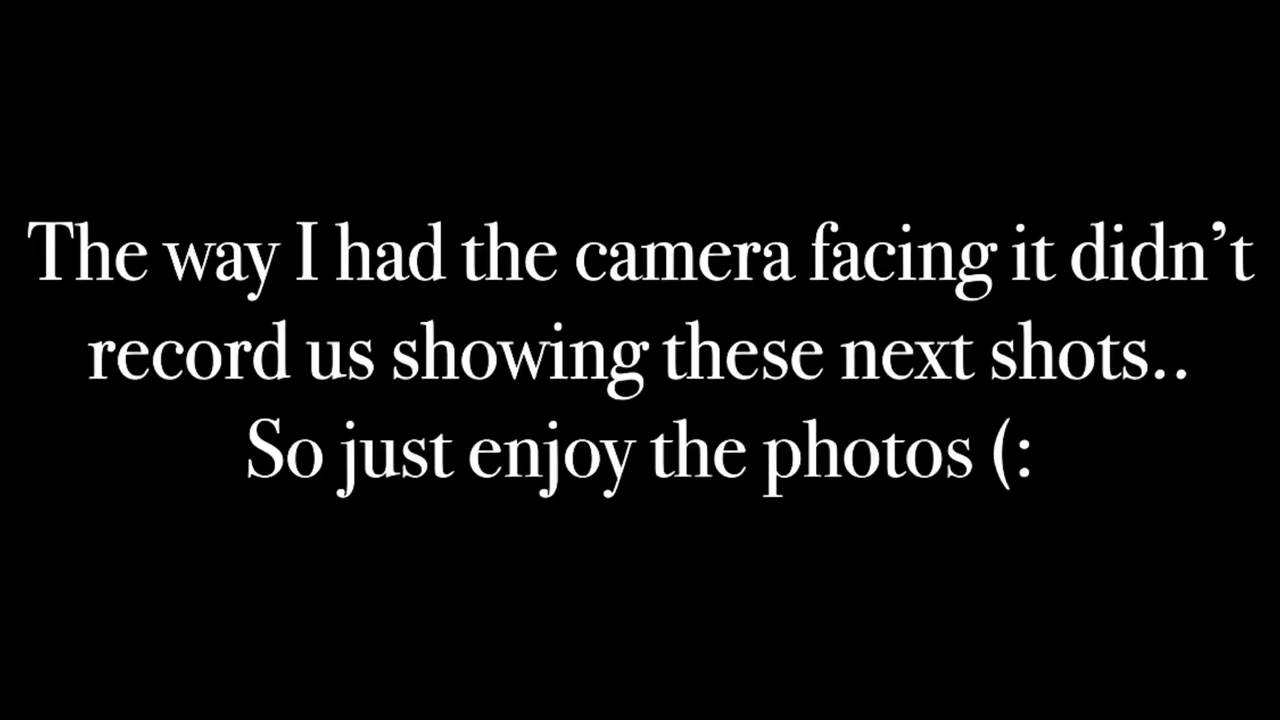 The way I had the camera facing it didn’t
record us showing these next shots..
So just enjoy the photos (: